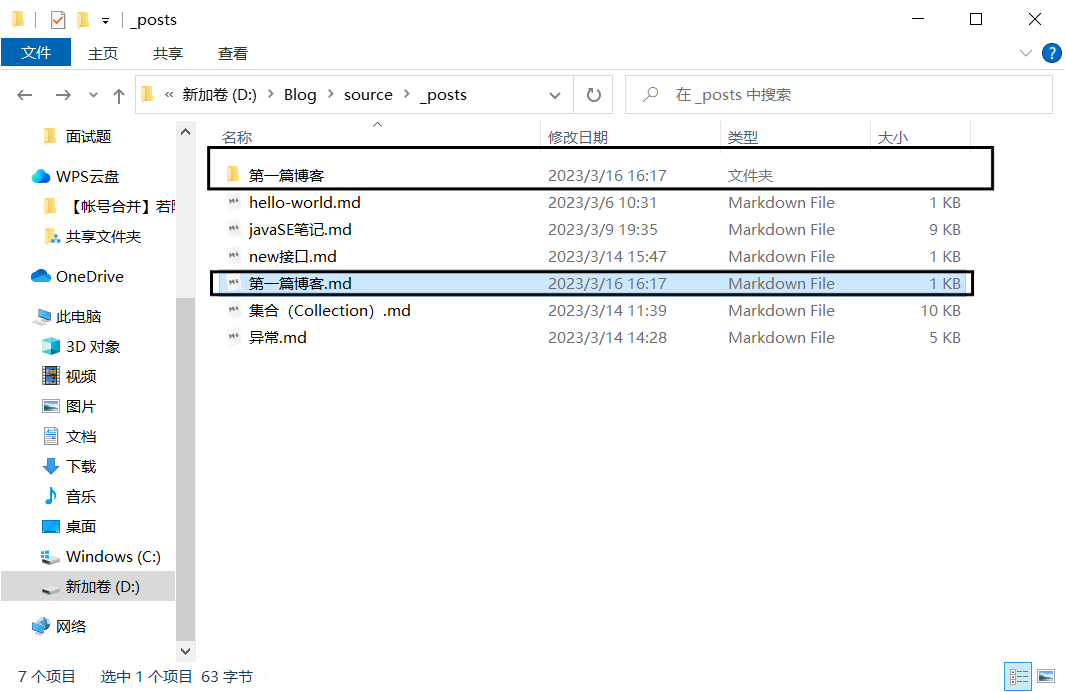 _posts
文件 主页 共享 查看
« 新加卷 (D:) > Blog > source > _posts
在 _posts 中搜索
面试题
WPS云盘
【帐号合并】若
共享文件夹
OneDrive
此电脑
3D 对象
视频
图片
文档
下载
音乐
桌面
Windows (C:)
新加卷 (D:)
网络
名称 修改日期 类型 大小
第一篇博客 2023/3/16 16:17 文件夹
hello-world.md 2023/3/6 10:31 Markdown File 1 KB
javaSE笔记.md 2023/3/9 19:35 Markdown File 9 KB
new接口.md 2023/3/14 15:47 Markdown File 1 KB
第一篇博客.md 2023/3/16 16:17 Markdown File 1 KB
集合（Collection）.md 2023/3/14 11:39 Markdown File 10 KB
异常.md 2023/3/14 14:28 Markdown File 5 KB
7 个项目 选中 1 个项目 63 字节